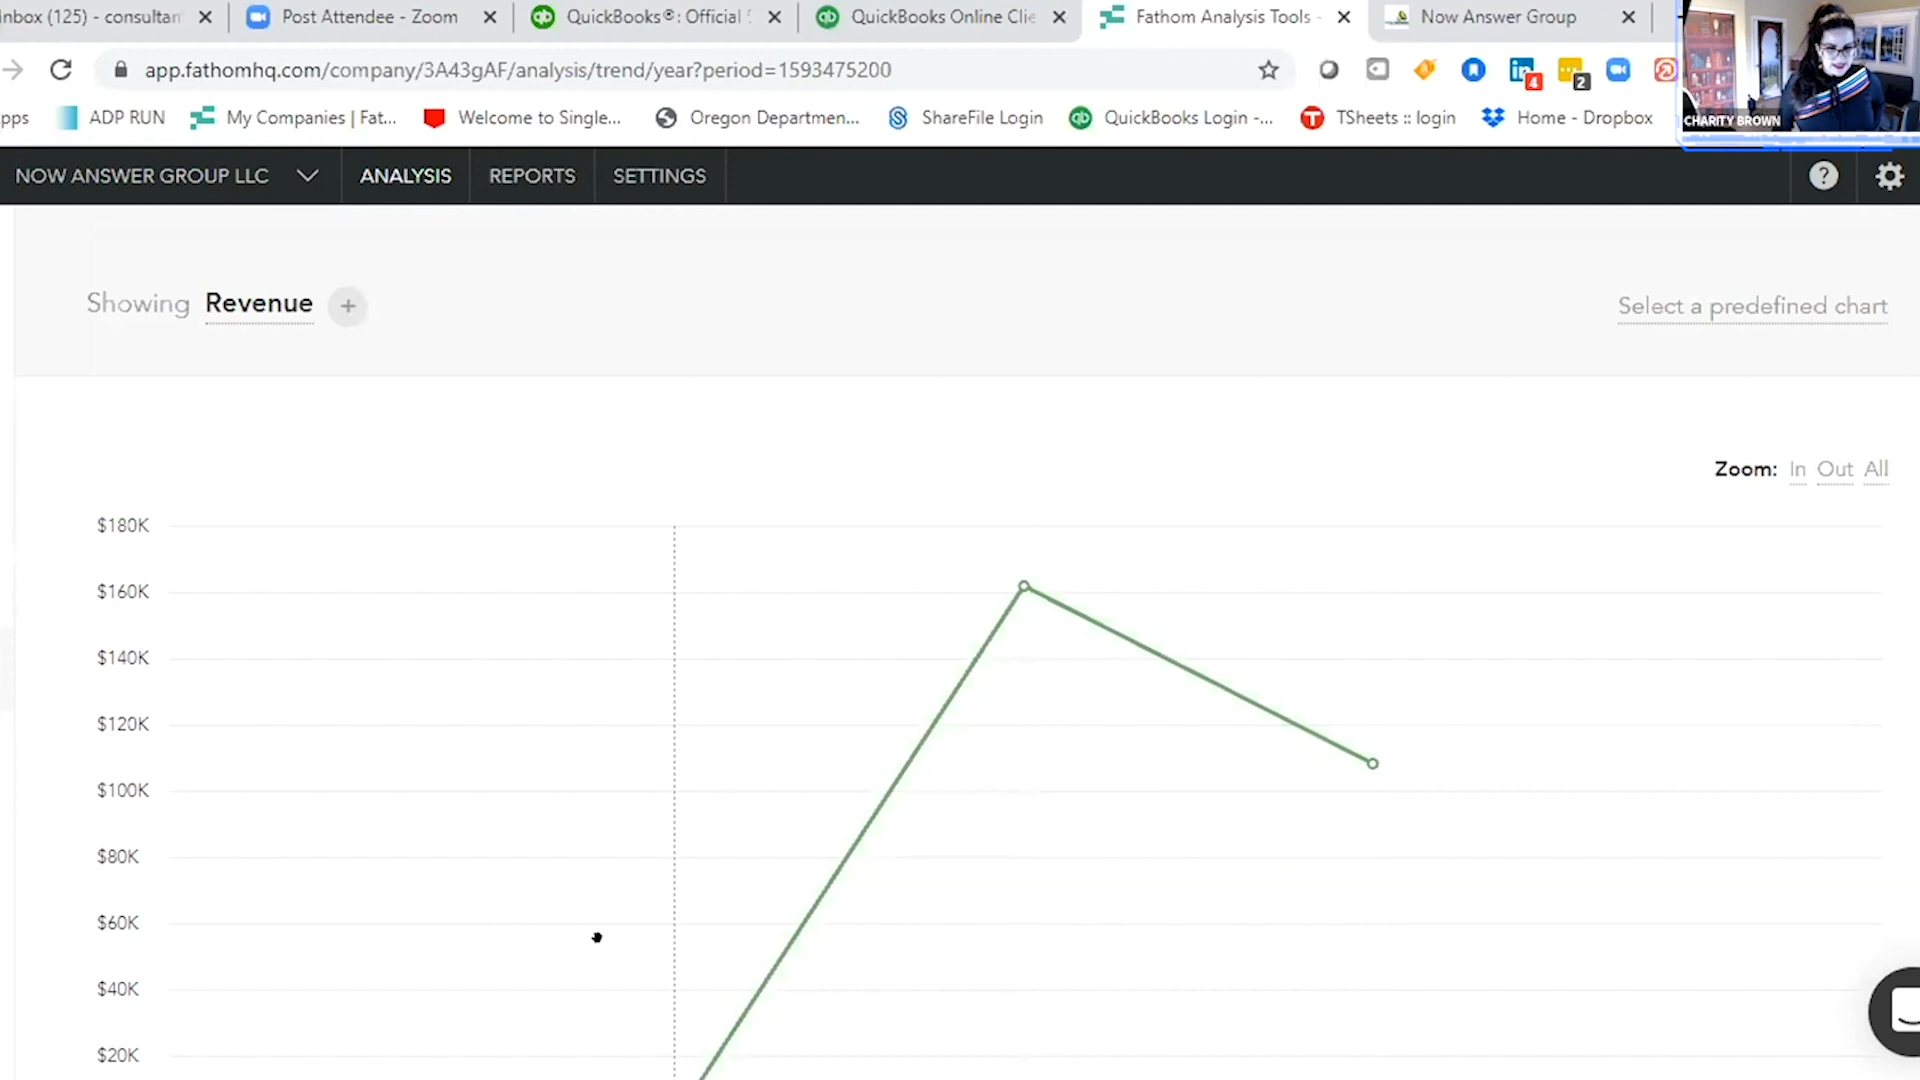 nbox (125) - consultan
Post Attendee - Zoom
QuickBooks®: Official
QuickBooks Online Clie
Fathom Analysis Tools -
Now Answer Group
app.fathomhq.com/company/3A43gAF/analysis/trend/year?period=1593475200
4
2
pps
ADP RUN
My Companies | Fat...
Welcome to Single...
Oregon Departmen...
ShareFile Login
QuickBooks Login -...
TSheets :: login
Home - Dropbox
CHARITY BROWN
NOW ANSWER GROUP LLC
ANALYSIS
REPORTS
SETTINGS
?
Showing Revenue +
Select a predefined chart
Zoom: In Out All
$180K
$160K
$140K
$120K
$100K
$80K
$60K
$40K
$20K